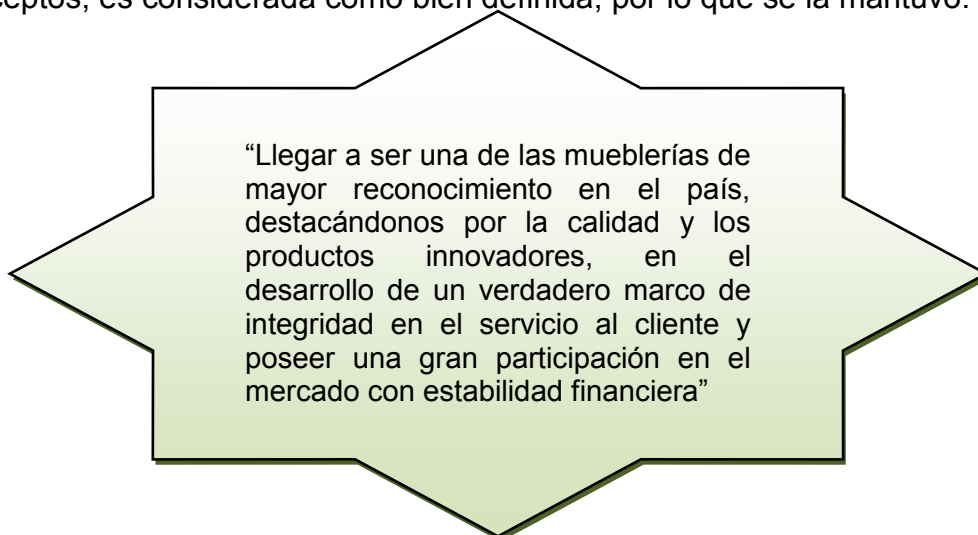 ceptos, es considerada como bien definida, por lo que se la mantuvo.
“Llegar a ser una de las mueblerías de
mayor reconocimiento en el país,
destacándonos por la calidad y los
productos innovadores, en el
desarrollo de un verdadero marco de
integridad en el servicio al cliente y
poseer una gran participación en el
mercado con estabilidad financiera”